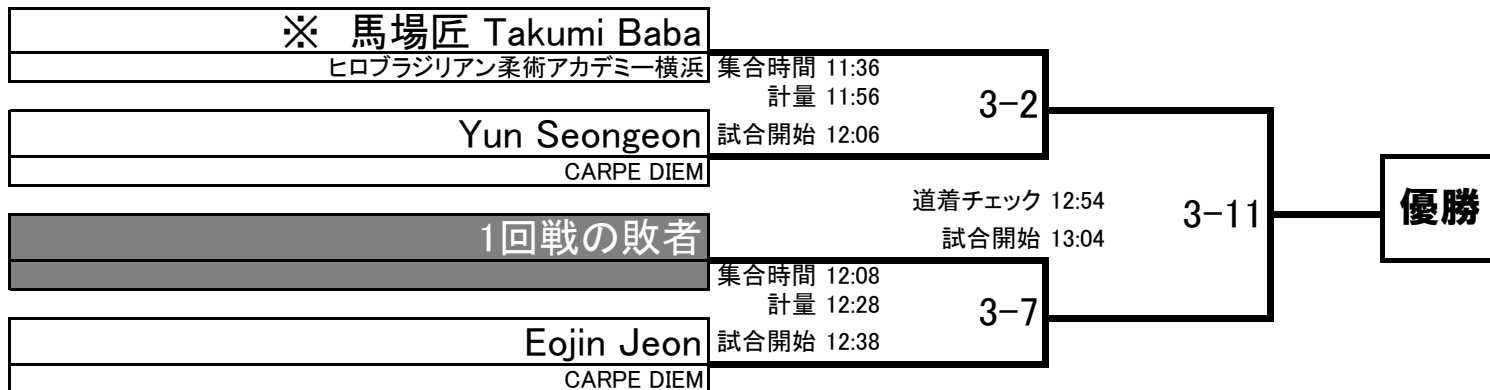 ※ 馬場匠 Takumi Baba
ヒロブラジリアン柔術アカデミー横浜
集合時間 11:36
計量 11:56
3-2
Yun Seongeon
試合開始 12:06
CARPE DIEM
道着チェック 12:54
3-11
優勝
1回戦の敗者
試合開始 13:04
集合時間 12:08
計量 12:28
3-7
Eojin Jeon
試合開始 12:38
CARPE DIEM